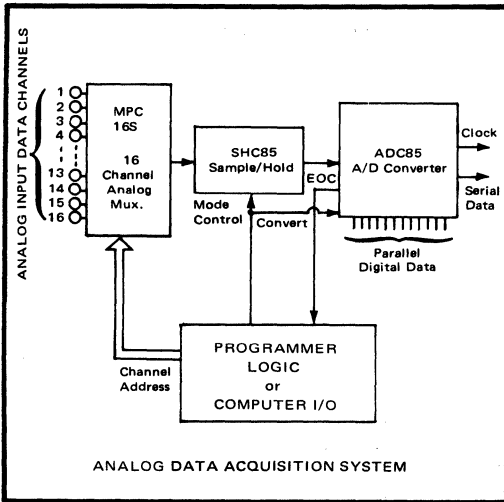 ANALOG INPUT DATA CHANNELS
1
2
3
4
13
14
15
16
MPC
16S
16
Channel
Analog
Mux.
SHC85
Sample/Hold
ADC85
A/D Converter
Clock
Serial
Data
EOC
Mode
Control
Convert
Parallel
Digital Data
Channel
Address
PROGRAMMER
LOGIC
or
COMPUTER I/O
ANALOG DATA ACQUISITION SYSTEM